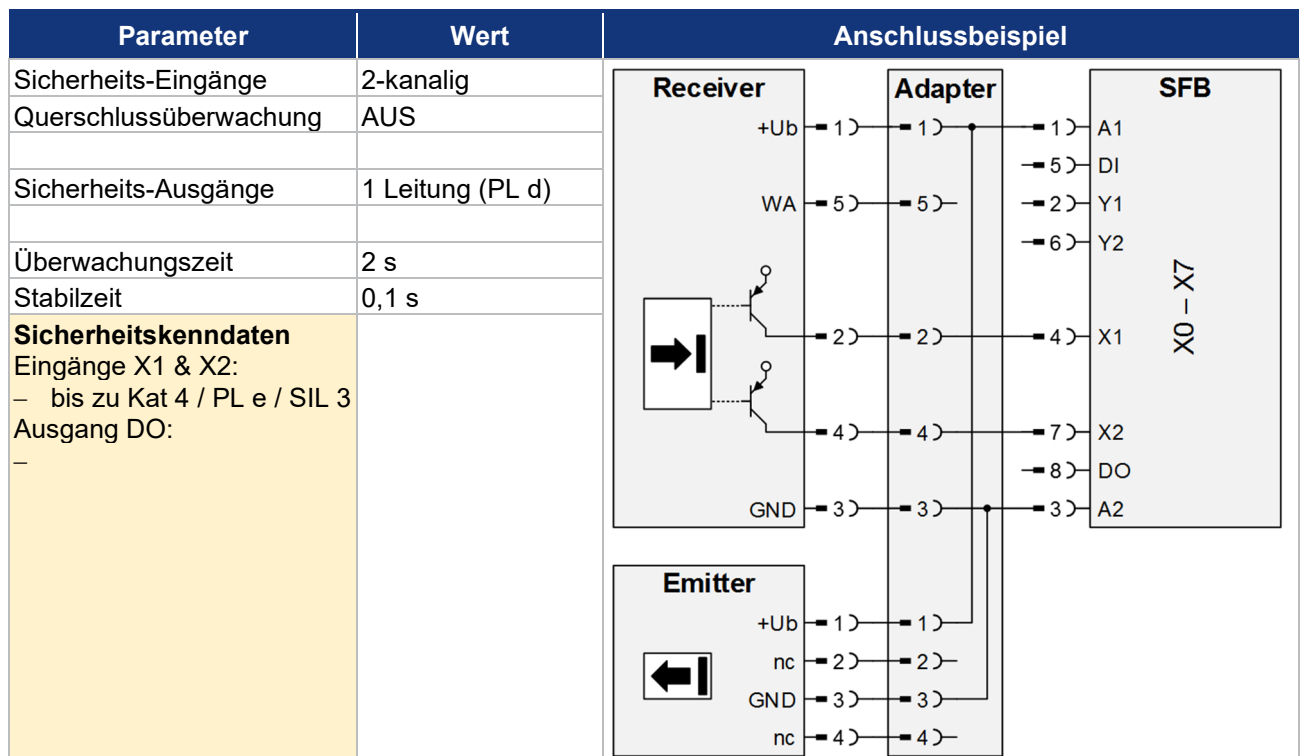 Parameter Wert Anschlussbeispiel
Sicherheits-Eingänge 2-kanalig
Querschlussüberwachung AUS
Sicherheits-Ausgänge 1 Leitung (PL d)
Überwachungszeit 2 s
Stabilzeit 0,1 s
Sicherheitskenndaten
Eingänge X1 & X2:
– bis zu Kat 4 / PL e / SIL 3
Ausgang DO:
–
Receiver Adapter SFB
+Ub 1 1 1 A1
5 DI
WA 5 5 2 Y1
6 Y2
X0 – X7
2 2 4 X1
4 4 7 X2
8 DO
GND 3 3 3 A2
Emitter
+Ub 1 1
nc 2 2
GND 3 3
nc 4 4